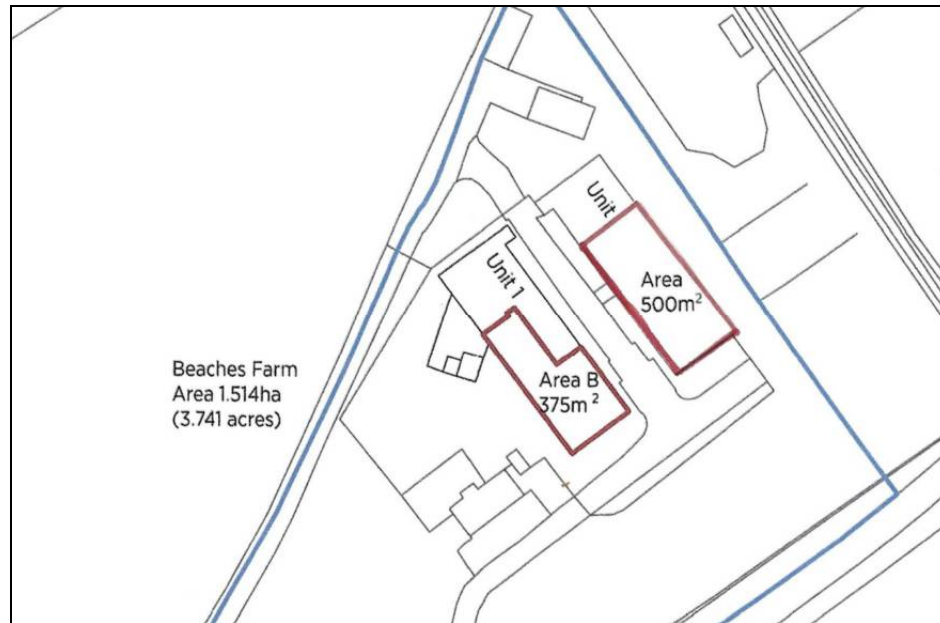 Unit
Area
500m²
Unit 1
Area B
375m²
Beaches Farm
Area 1.514ha
(3.741 acres)